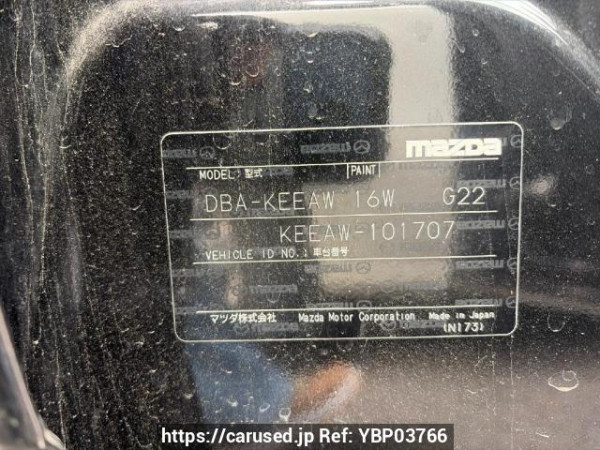 mazda
MODEL:型式 PAINT
DBA-KEEAW 16W G22
KEEAW-101707
VEHICLE ID NO.:車台番号
マツダ株式会社 Mazda Motor Corporation Made in Japan
(N173)
https://carused.jp Ref: YBP03766